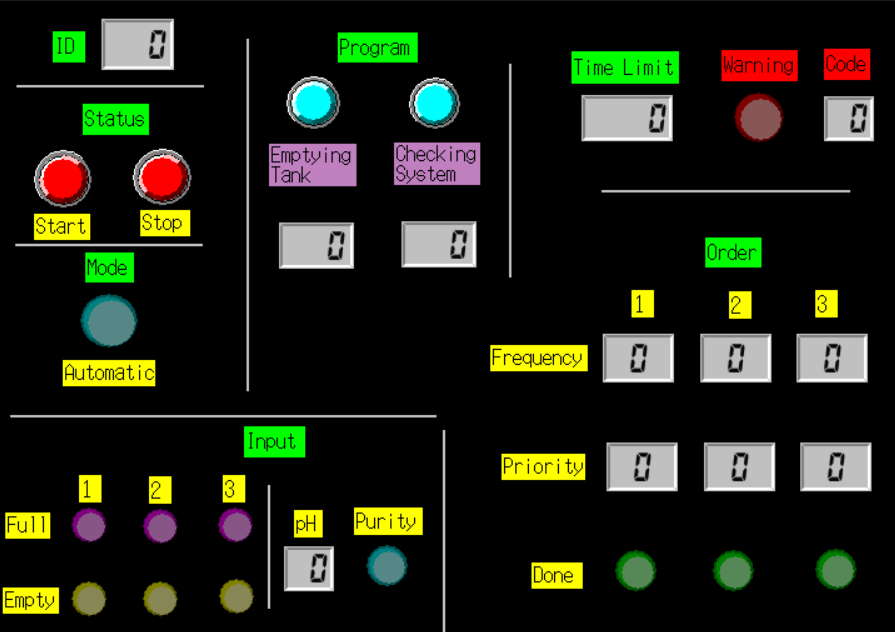 ID 0
Status
Start Stop
Mode
Automatic
Program
Emptying
Tank
Checking
System
0 0
Time Limit Warning Code
0 0
Order
1 2 3
Frequency 0 0 0
Priority 0 0 0
Done
Input
1 2 3
Full
Empty
pH Purity
0